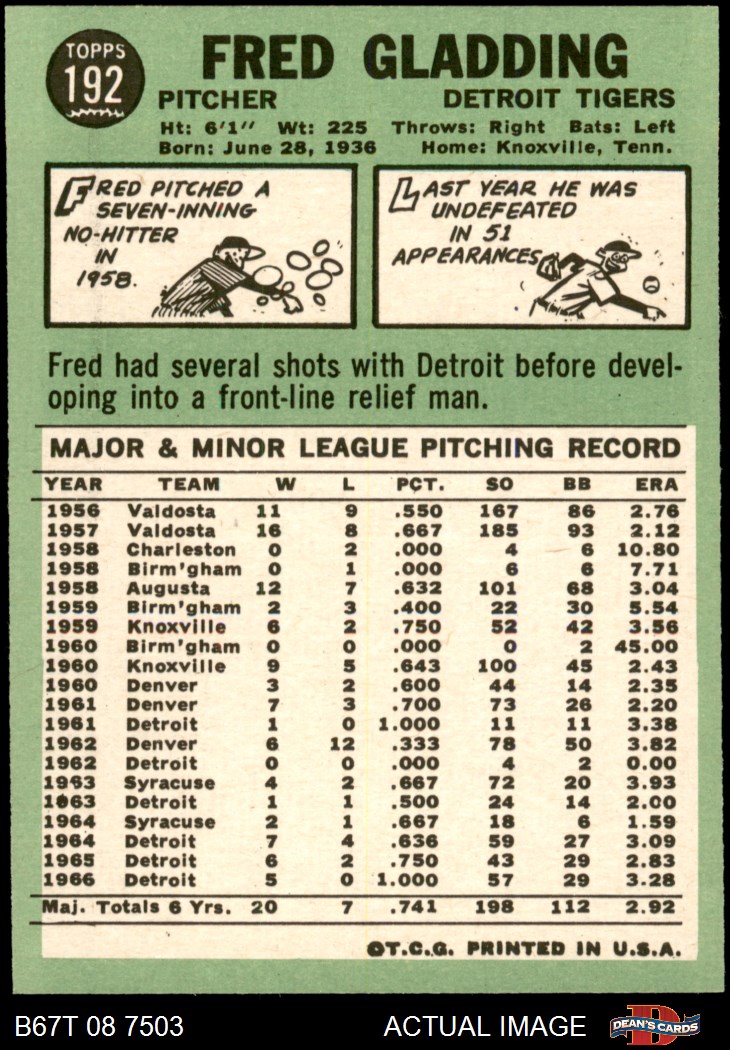 TOPPS
192
FRED GLADDING
PITCHER DETROIT TIGERS
Ht: 6'1" Wt: 225 Throws: Right Bats: Left
Born: June 28, 1936 Home: Knoxville, Tenn.
FRED PITCHED A
SEVEN-INNING
NO-HITTER
IN
1958.
LAST YEAR HE WAS
UNDEFEATED
IN 51
APPEARANCES
Fred had several shots with Detroit before devel-
oping into a front-line relief man.
MAJOR & MINOR LEAGUE PITCHING RECORD
YEAR TEAM W L PCT. SO BB ERA
1956 Valdosta 11 9 .550 167 86 2.76
1957 Valdosta 16 8 .667 185 93 2.12
1958 Charleston 0 2 .000 4 6 10.80
1958 Birm'gham 0 1 .000 6 6 7.71
1958 Augusta 12 7 .632 101 68 3.04
1959 Birm'gham 2 3 .400 22 30 5.54
1959 Knoxville 6 2 .750 52 42 3.56
1960 Birm'gham 0 0 .000 0 2 45.00
1960 Knoxville 9 5 .643 100 45 2.43
1960 Denver 3 2 .600 44 14 2.35
1961 Denver 7 3 .700 73 26 2.20
1961 Detroit 1 0 1.000 11 11 3.38
1962 Denver 6 12 .333 78 50 3.82
1962 Detroit 0 0 .000 4 2 0.00
1963 Syracuse 4 2 .667 72 20 3.93
1963 Detroit 1 1 .500 24 14 2.00
1964 Syracuse 2 1 .667 18 6 1.59
1964 Detroit 7 4 .636 59 27 3.09
1965 Detroit 6 2 .750 43 29 2.83
1966 Detroit 5 0 1.000 57 29 3.28
Maj. Totals 6 Yrs. 20 7 .741 198 112 2.92
©T.C.G. PRINTED IN U.S.A.
B67T 08 7503 ACTUAL IMAGE DEAN'S CARDS